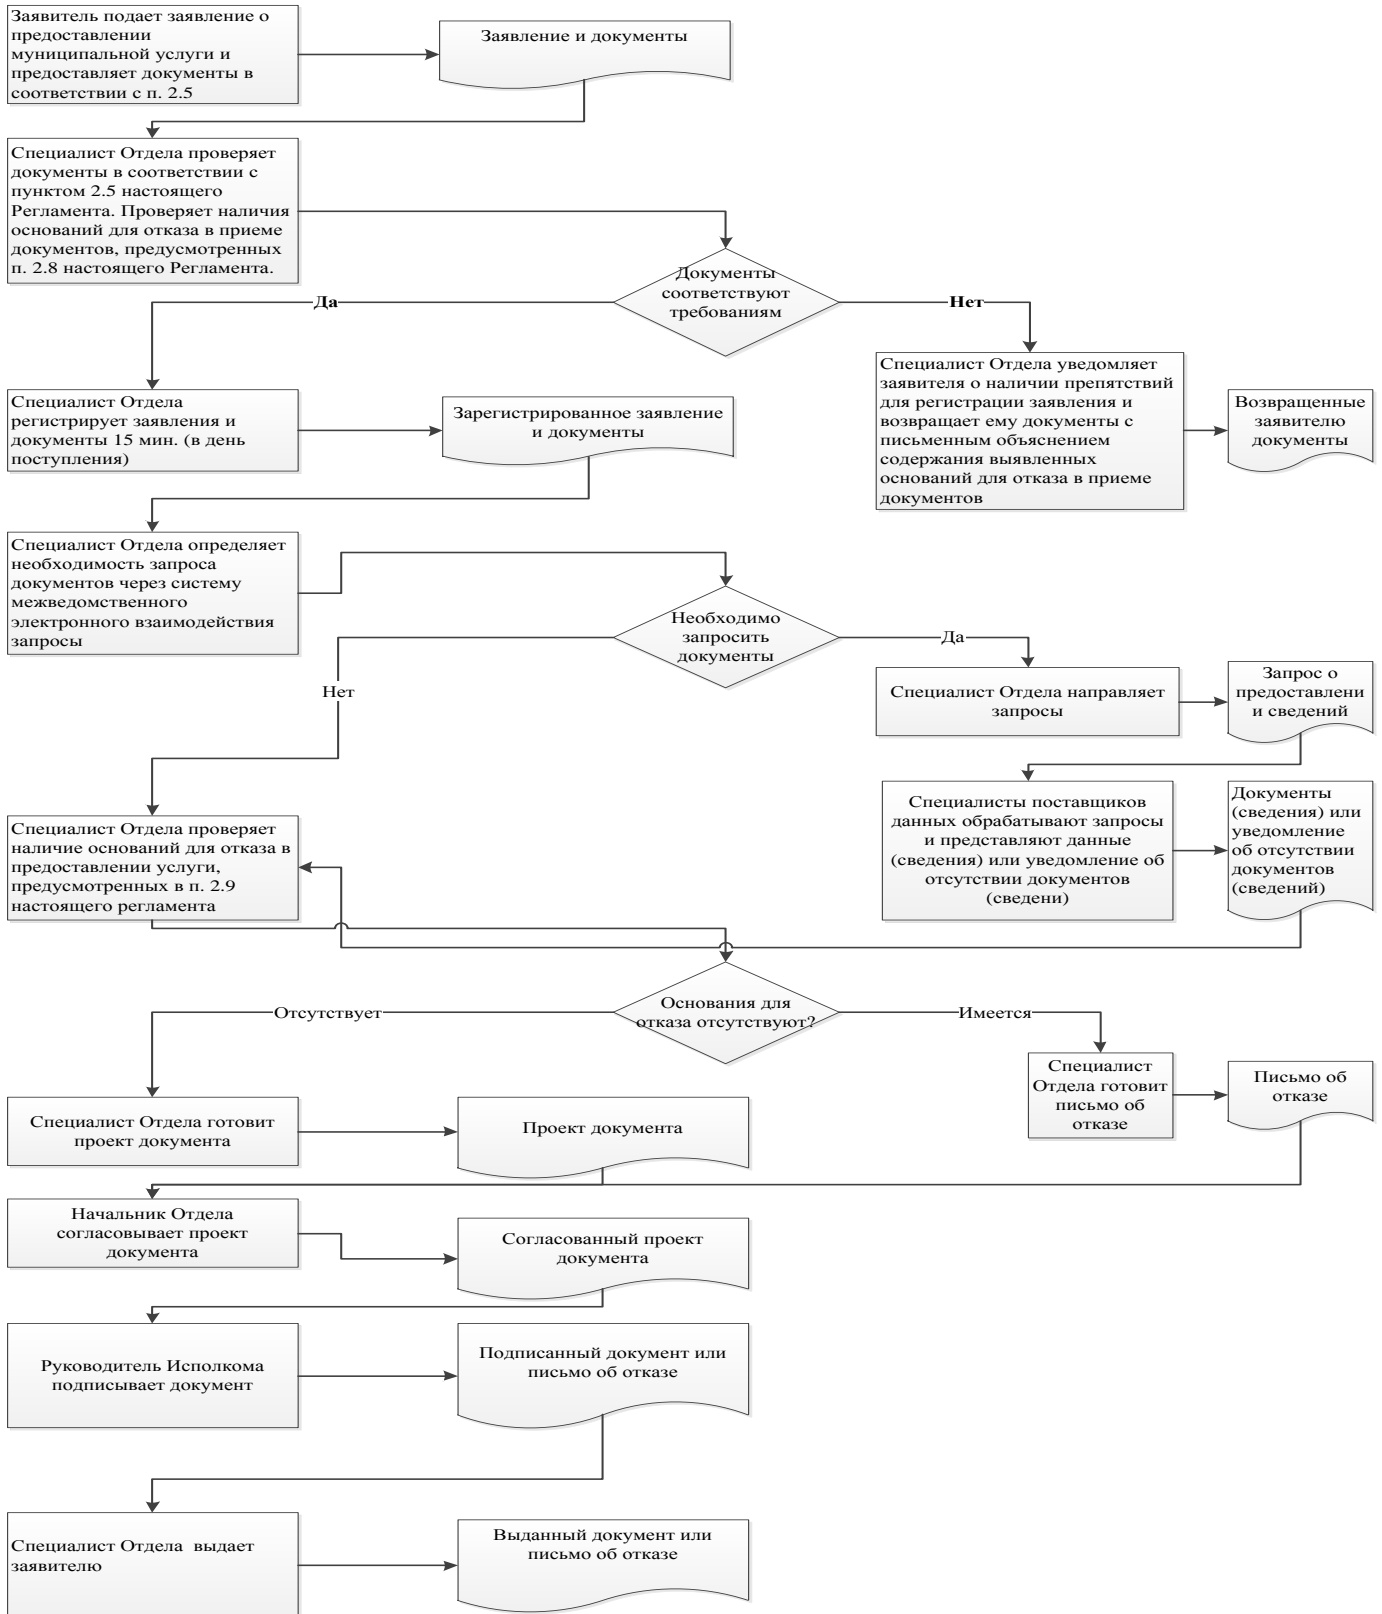 Заявитель подает заявление о
предоставлении
муниципальной услуги и
предоставляет документы в
соответствии с п. 2.5
Заявление и документы
Специалист Отдела проверяет
документы в соответствии с
пунктом 2.5 настоящего
Регламента. Проверяет наличия
оснований для отказа в приеме
документов, предусмотренных
п. 2.8 настоящего Регламента.
Документы
соответствуют
требованиям
Да
Нет
Специалист Отдела
регистрирует заявления и
документы 15 мин. (в день
поступления)
Зарегистрированное заявление
и документы
Специалист Отдела уведомляет
заявителя о наличии препятствий
для регистрации заявления и
возвращает ему документы с
письменным объяснением
содержания выявленных
оснований для отказа в приеме
документов
Возвращенные
заявителю
документы
Специалист Отдела определяет
необходимость запроса
документов через систему
межведомственного
электронного взаимодействия
запросы
Необходимо
запросить
документы
Да
Нет
Специалист Отдела направляет
запросы
Запрос о
предоставлени
и сведений
Специалисты поставщиков
данных обрабатывают запросы
и представляют данные
(сведения) или уведомление об
отсутствии документов
(сведени)
Документы
(сведения) или
уведомление
об отсутствии
документов
(сведений)
Специалист Отдела проверяет
наличие оснований для отказа в
предоставлении услуги,
предусмотренных в п. 2.9
настоящего регламента
Основания для
отказа отсутствуют?
Отсутствует
Имеется
Специалист
Отдела готовит
письмо об
отказе
Письмо об
отказе
Специалист Отдела готовит
проект документа
Проект документа
Начальник Отдела
согласовывает проект
документа
Согласованный проект
документа
Руководитель Исполкома
подписывает документ
Подписанный документ или
письмо об отказе
Специалист Отдела  выдает
заявителю
Выданный документ или
письмо об отказе